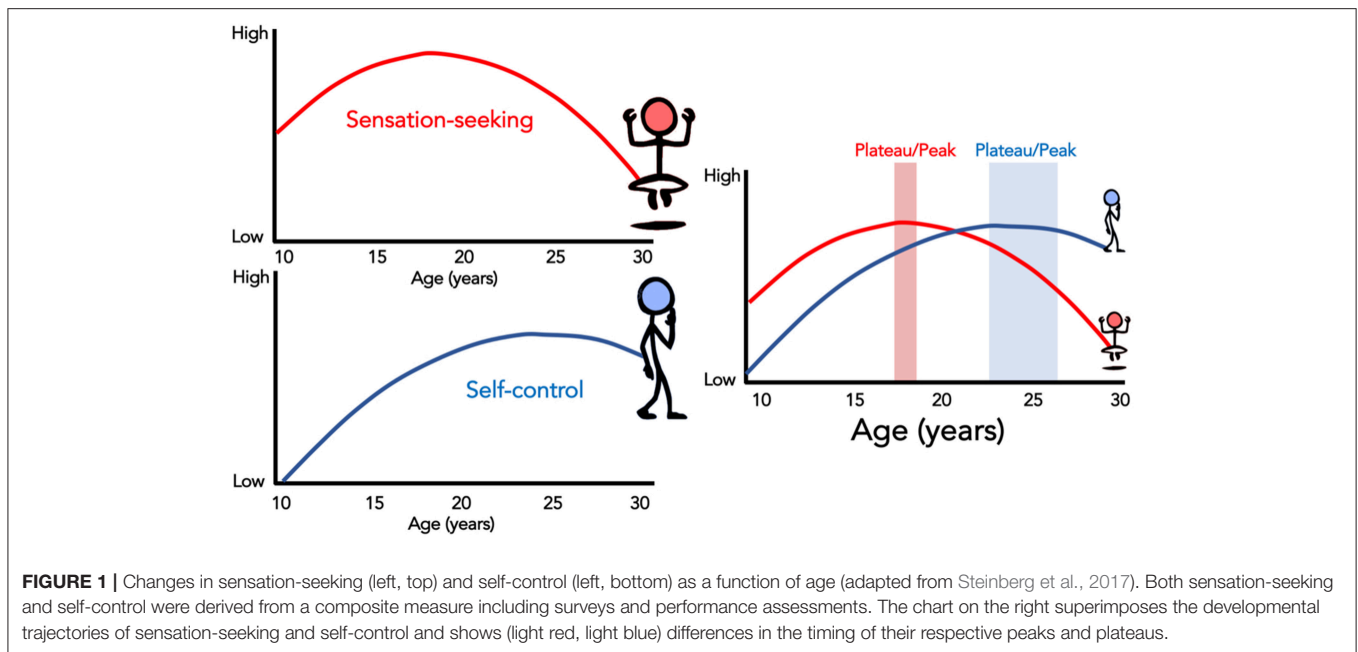 High
Sensation-seeking
Low
10 15 20 25 30
Age (years)
High
Self-control
Low
10 15 20 25 30
Age (years)
Plateau/Peak Plateau/Peak
High
Low
10 15 20 25 30
Age (years)
FIGURE 1 | Changes in sensation-seeking (left, top) and self-control (left, bottom) as a function of age (adapted from Steinberg et al., 2017). Both sensation-seeking
and self-control were derived from a composite measure including surveys and performance assessments. The chart on the right superimposes the developmental
trajectories of sensation-seeking and self-control and shows (light red, light blue) differences in the timing of their respective peaks and plateaus.